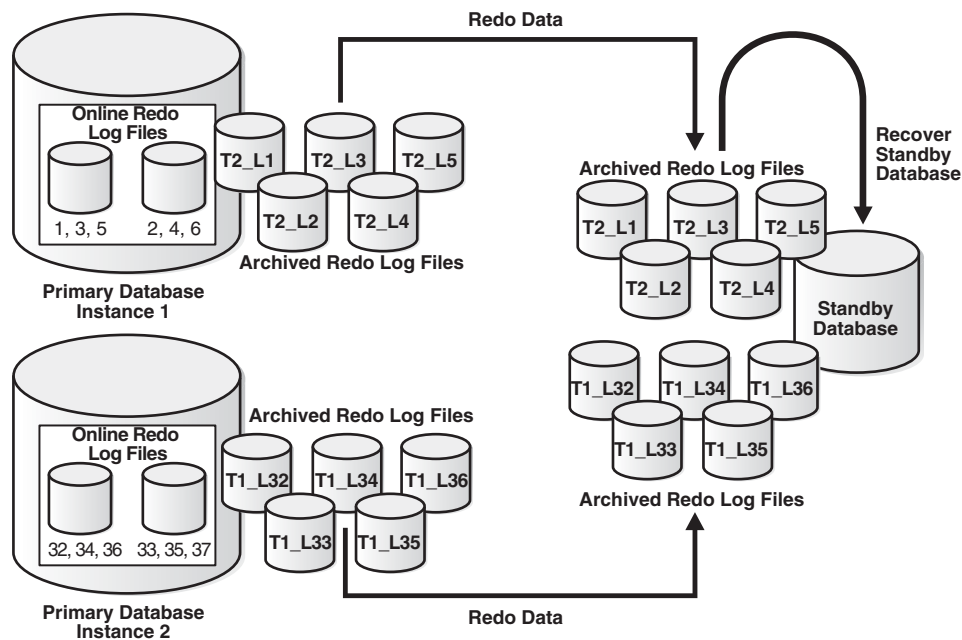 Redo Data
Online Redo
Log Files
1, 3, 5
2, 4, 6
T2_L1
T2_L3
T2_L5
T2_L2
T2_L4
Archived Redo Log Files
Primary Database
Instance 1
Recover
Standby
Database
Archived Redo Log Files
T2_L1
T2_L3
T2_L5
T2_L2
T2_L4
Standby
Database
T1_L32
T1_L34
T1_L36
T1_L33
T1_L35
Archived Redo Log Files
Archived Redo Log Files
Online Redo
Log Files
32, 34, 36
33, 35, 37
T1_L32
T1_L34
T1_L36
T1_L33
T1_L35
Primary Database
Instance 2
Redo Data